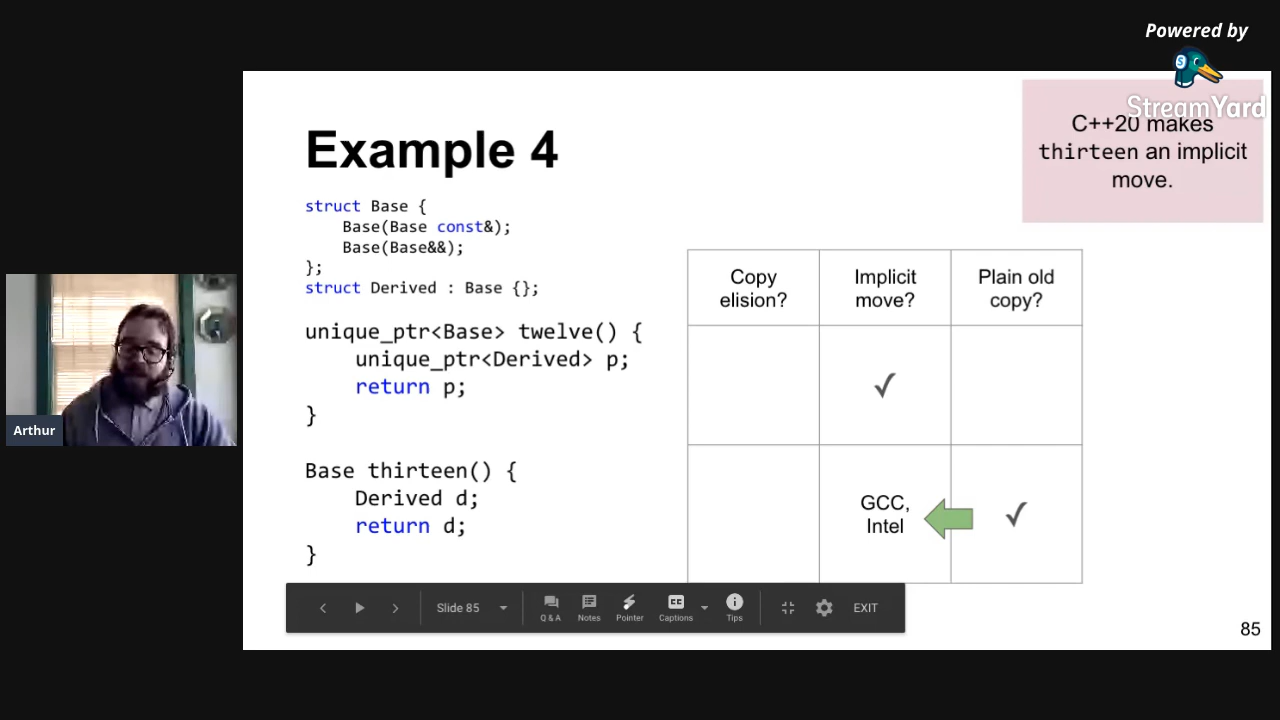 Powered by
StreamYard
C++20 makes
thirteen an implicit
move.
Example 4
struct Base {
    Base(Base const&);
    Base(Base&&);
};
struct Derived : Base {};
unique_ptr<Base> twelve() {
    unique_ptr<Derived> p;
    return p;
}
Base thirteen() {
    Derived d;
    return d;
}
Copy
elision?
Implicit
move?
Plain old
copy?
✓
GCC,
Intel
✓
Arthur
Slide 85
Q & A
Notes
Pointer
Captions
Tips
EXIT
85